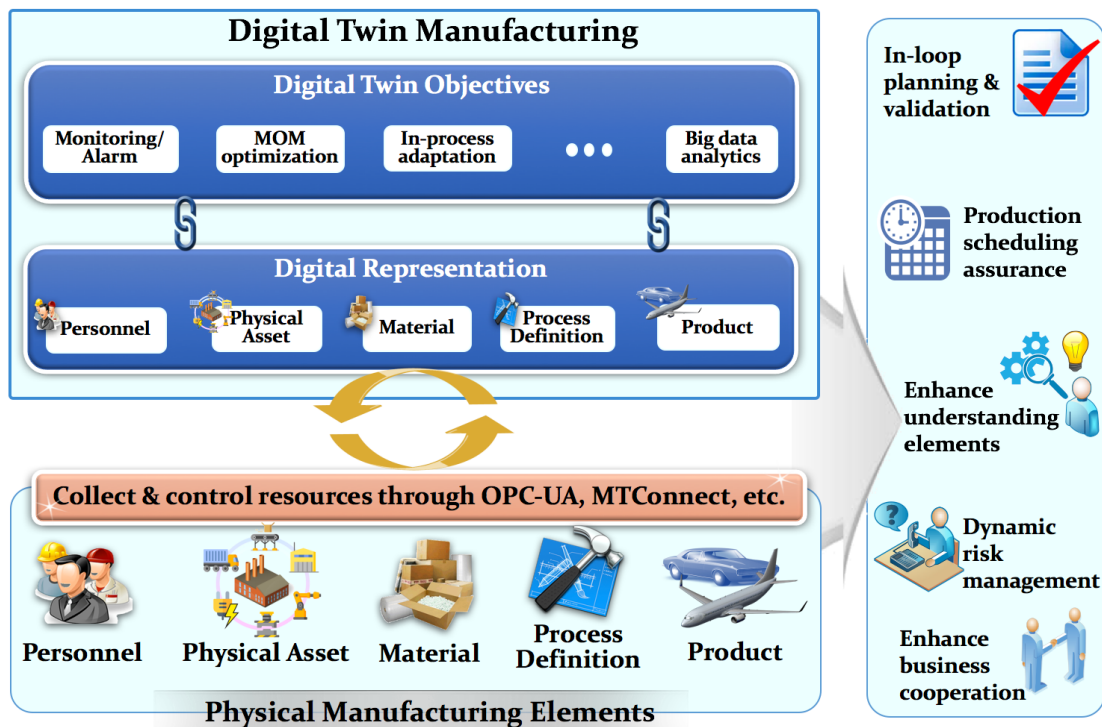 Digital Twin Manufacturing
Digital Twin Objectives
Monitoring/
Alarm
MOM
optimization
In-process
adaptation
Big data
analytics
Digital Representation
Personnel
Physical
Asset
Material
Process
Definition
Product
Collect & control resources through OPC-UA, MTConnect, etc.
Personnel
Physical Asset
Material
Process
Definition
Product
Physical Manufacturing Elements
In-loop
planning &
validation
Production
scheduling
assurance
Enhance
understanding
elements
?
Dynamic
risk
management
Enhance
business
cooperation